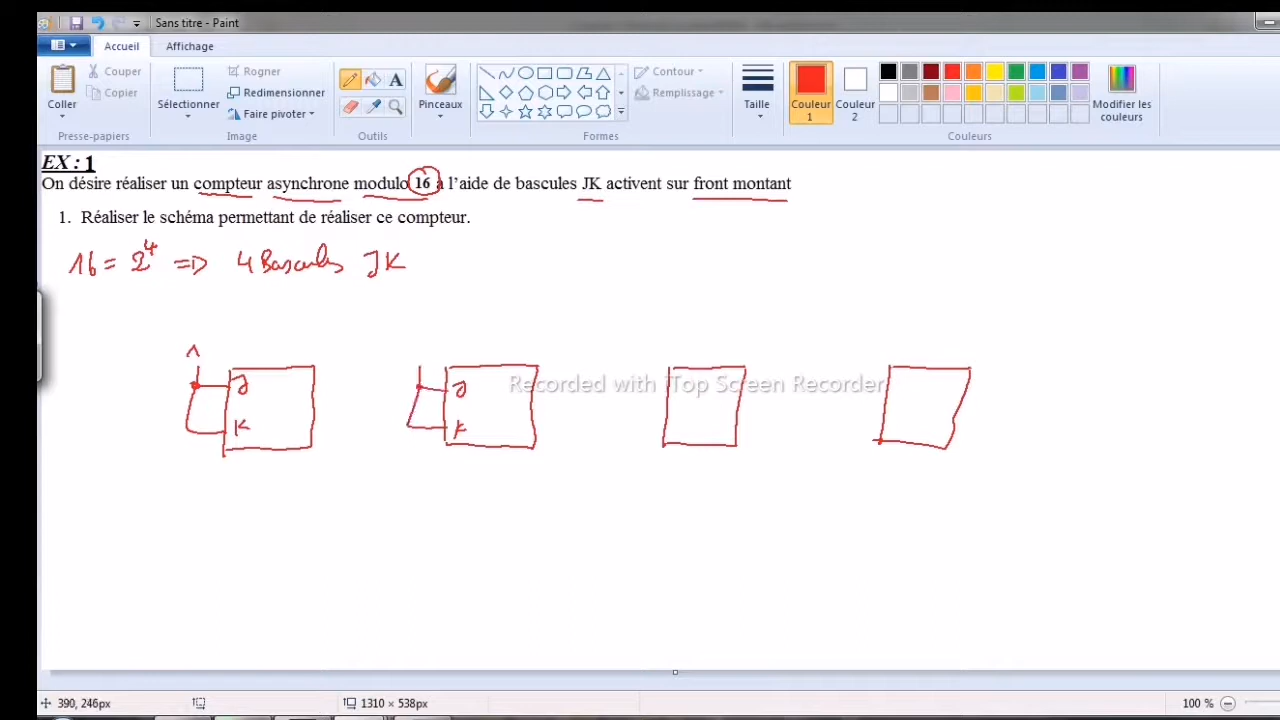 Sans titre - Paint
Accueil Affichage
Coller
Couper
Copier
Presse-papiers
Sélectionner
Rogner
Redimensionner
Faire pivoter
Image
A
Outils
Pinceaux
Contour
Remplissage
Formes
Taille
Couleur 1
Couleur 2
Modifier les couleurs
Couleurs
EX : 1
On désire réaliser un compteur asynchrone modulo 16 à l’aide de bascules JK activent sur front montant
1. Réaliser le schéma permettant de réaliser ce compteur.
16 = 2⁴ => 4 Bascules JK
1
J
K
J
K
Recorded with iTop Screen Recorder
390, 246px
1310 × 538px
100 %